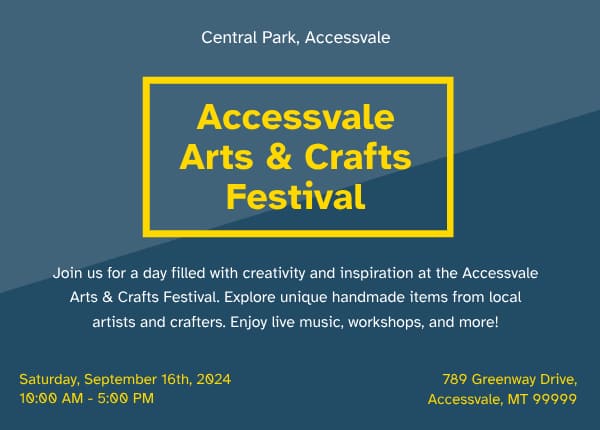 Central Park, Accessvale
Accessvale
Arts & Crafts
Festival
Join us for a day filled with creativity and inspiration at the Accessvale
Arts & Crafts Festival. Explore unique handmade items from local
artists and crafters. Enjoy live music, workshops, and more!
Saturday, September 16th, 2024
10:00 AM - 5:00 PM
789 Greenway Drive,
Accessvale, MT 99999